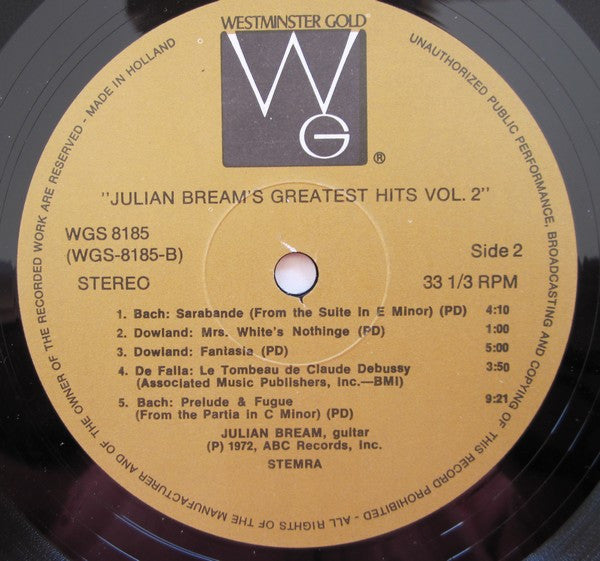 WESTMINSTER GOLD
WG
®
"JULIAN BREAM'S GREATEST HITS VOL. 2"
WGS 8185
(WGS-8185-B)
Side 2
STEREO
33 1/3 RPM
1. Bach: Sarabande (From the Suite in E Minor) (PD) 4:10
2. Dowland: Mrs. White's Nothinge (PD) 1:00
3. Dowland: Fantasia (PD) 5:00
4. De Falla: Le Tombeau de Claude Debussy 3:50
(Associated Music Publishers, Inc.—BMI)
5. Bach: Prelude & Fugue 9:21
(From the Partia in C Minor) (PD)
JULIAN BREAM, guitar
(P) 1972, ABC Records, Inc.
STEMRA
UNAUTHORIZED PUBLIC PERFORMANCE, BROADCASTING AND COPYING OF THIS RECORD PROHIBITED - ALL RIGHTS OF THE MANUFACTURER AND OF THE OWNER OF THE RECORDED WORK ARE RESERVED - MADE IN HOLLAND